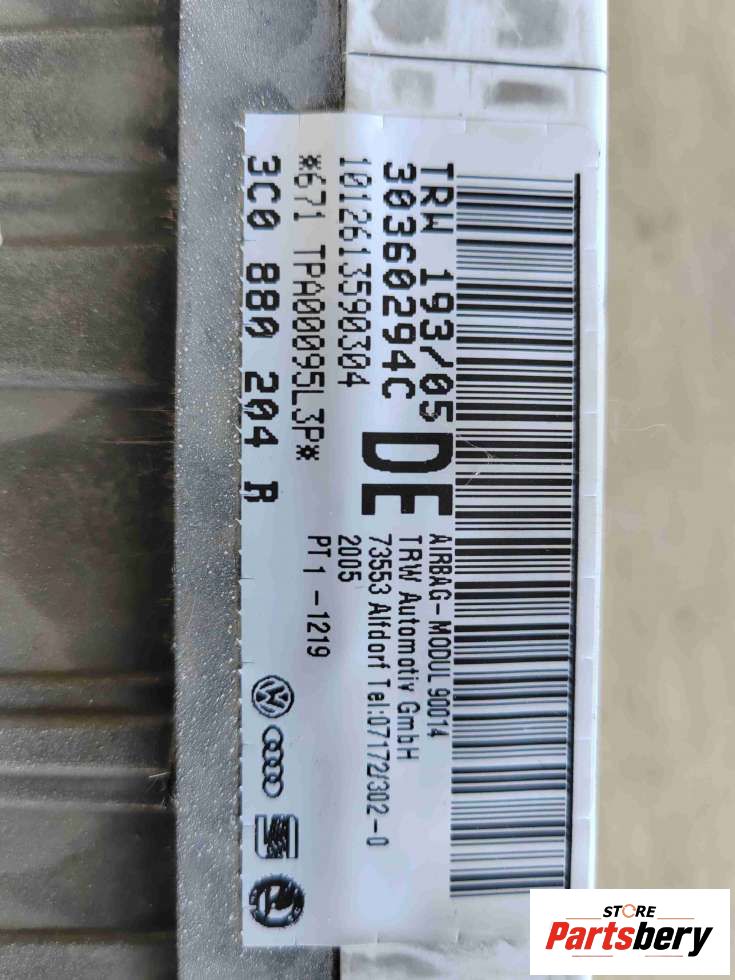 TRW 193/05
30360294C
DE
101261359030​4
*671 TPA00095L3P*
3C0 880 204 R
AIRBAG-MODUL 90014
TRW Automotiv GmbH
73553 Alfdorf Tel:07172/302-0
2005
PT1 -1219
STORE
Partsbery